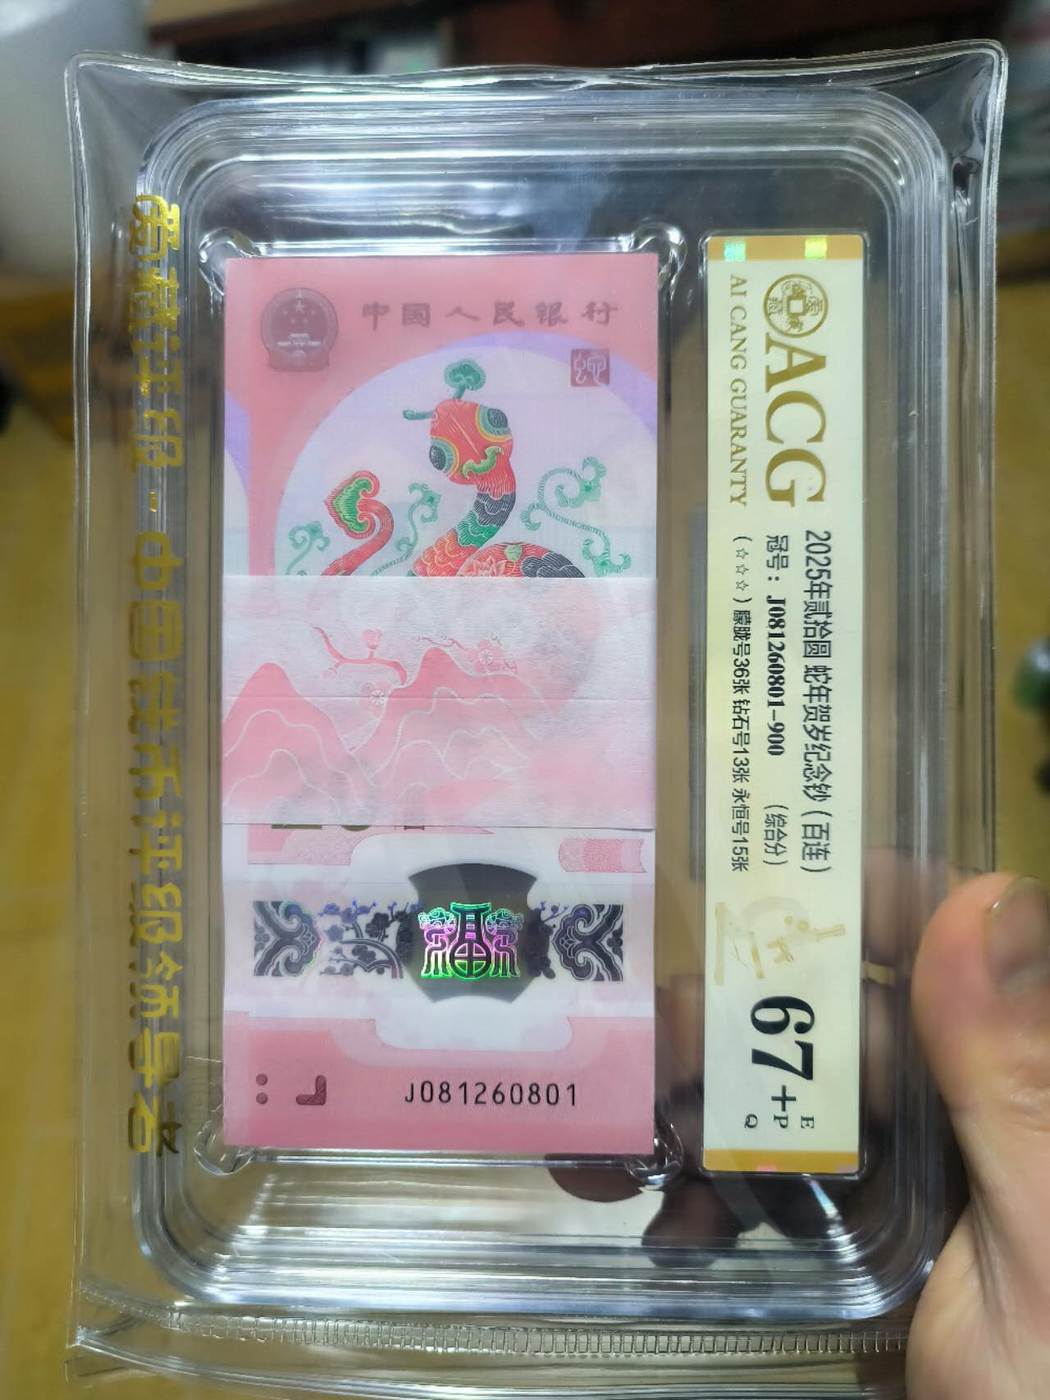 爱藏评级-中国钱币评级领导者
中国人民银行
J081260801
ACG
AI CANG GUARANTY
2025年贰拾圆 蛇年贺岁纪念钞（百连）
冠号：J081260801-900 （综合分）
（☆☆☆）朦胧号36张 钻石号13张 永恒号15张
67+
E
P
Q